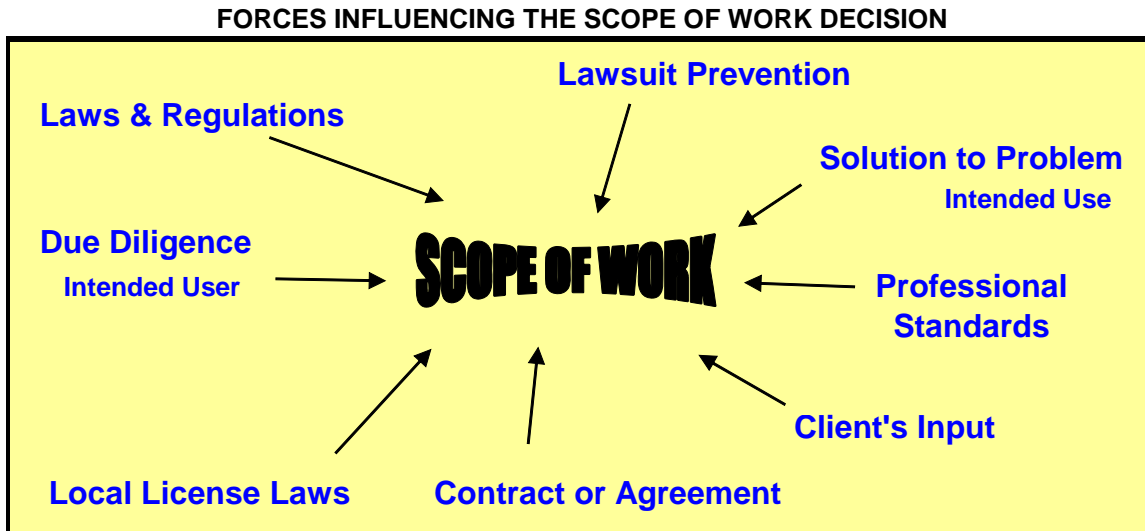 FORCES INFLUENCING THE SCOPE OF WORK DECISION
Lawsuit Prevention
Laws & Regulations
Solution to Problem
Intended Use
Due Diligence
Intended User
SCOPE OF WORK
Professional
Standards
Client's Input
Local License Laws
Contract or Agreement